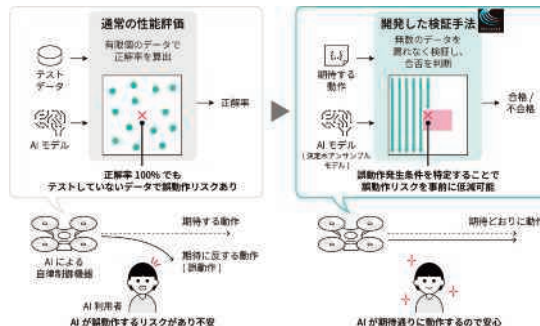 通常の性能評価
有限個のデータで
正解率を算出
テスト
データ
AI モデル
正解率
正解率 100% でも
テストしていないデータで誤動作リスクあり
期待する動作
期待に反する動作
[ 誤動作 ]
AI による
自律制御機器
AI 利用者
AI が誤動作するリスクがあり不安
開発した検証手法
無数のデータを
漏れなく検証し、
合否を判断
期待する
動作
AI モデル
[ 決定木アンサンブル
モデル ]
合格 /
不合格
誤動作発生条件を特定することで
誤動作リスクを事前に低減可能
期待どおりに動作
AI が期待通りに動作するので安心